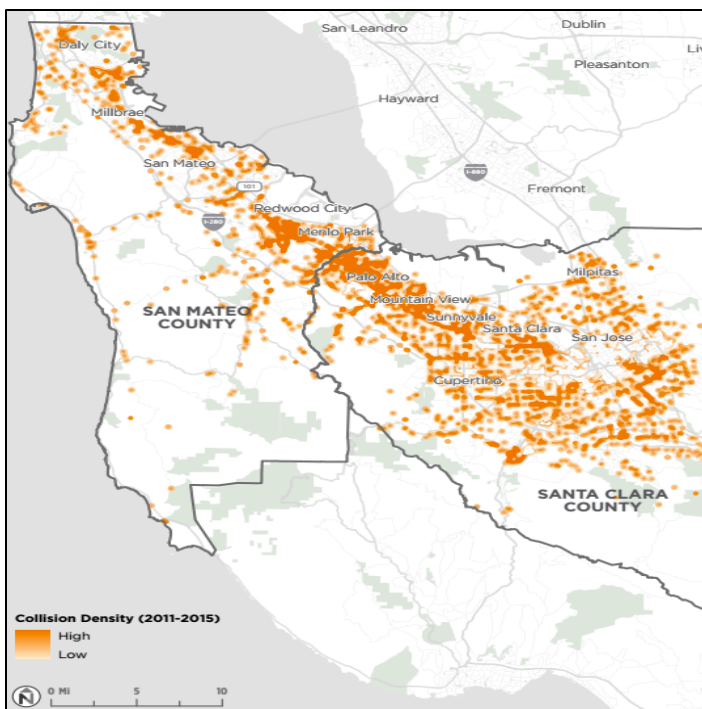 San Leandro
Dublin
Daly City
Pleasanton
Hayward
Millbrae
San Mateo
101
I-880
Fremont
Redwood City
I-280
Menlo Park
Milpitas
Palo Alto
Mountain View
SAN MATEO
COUNTY
Sunnyvale
Santa Clara
San Jose
Cupertino
SANTA CLARA
COUNTY
Collision Density (2011-2015)
High
Low
N
0 Mi 5 10